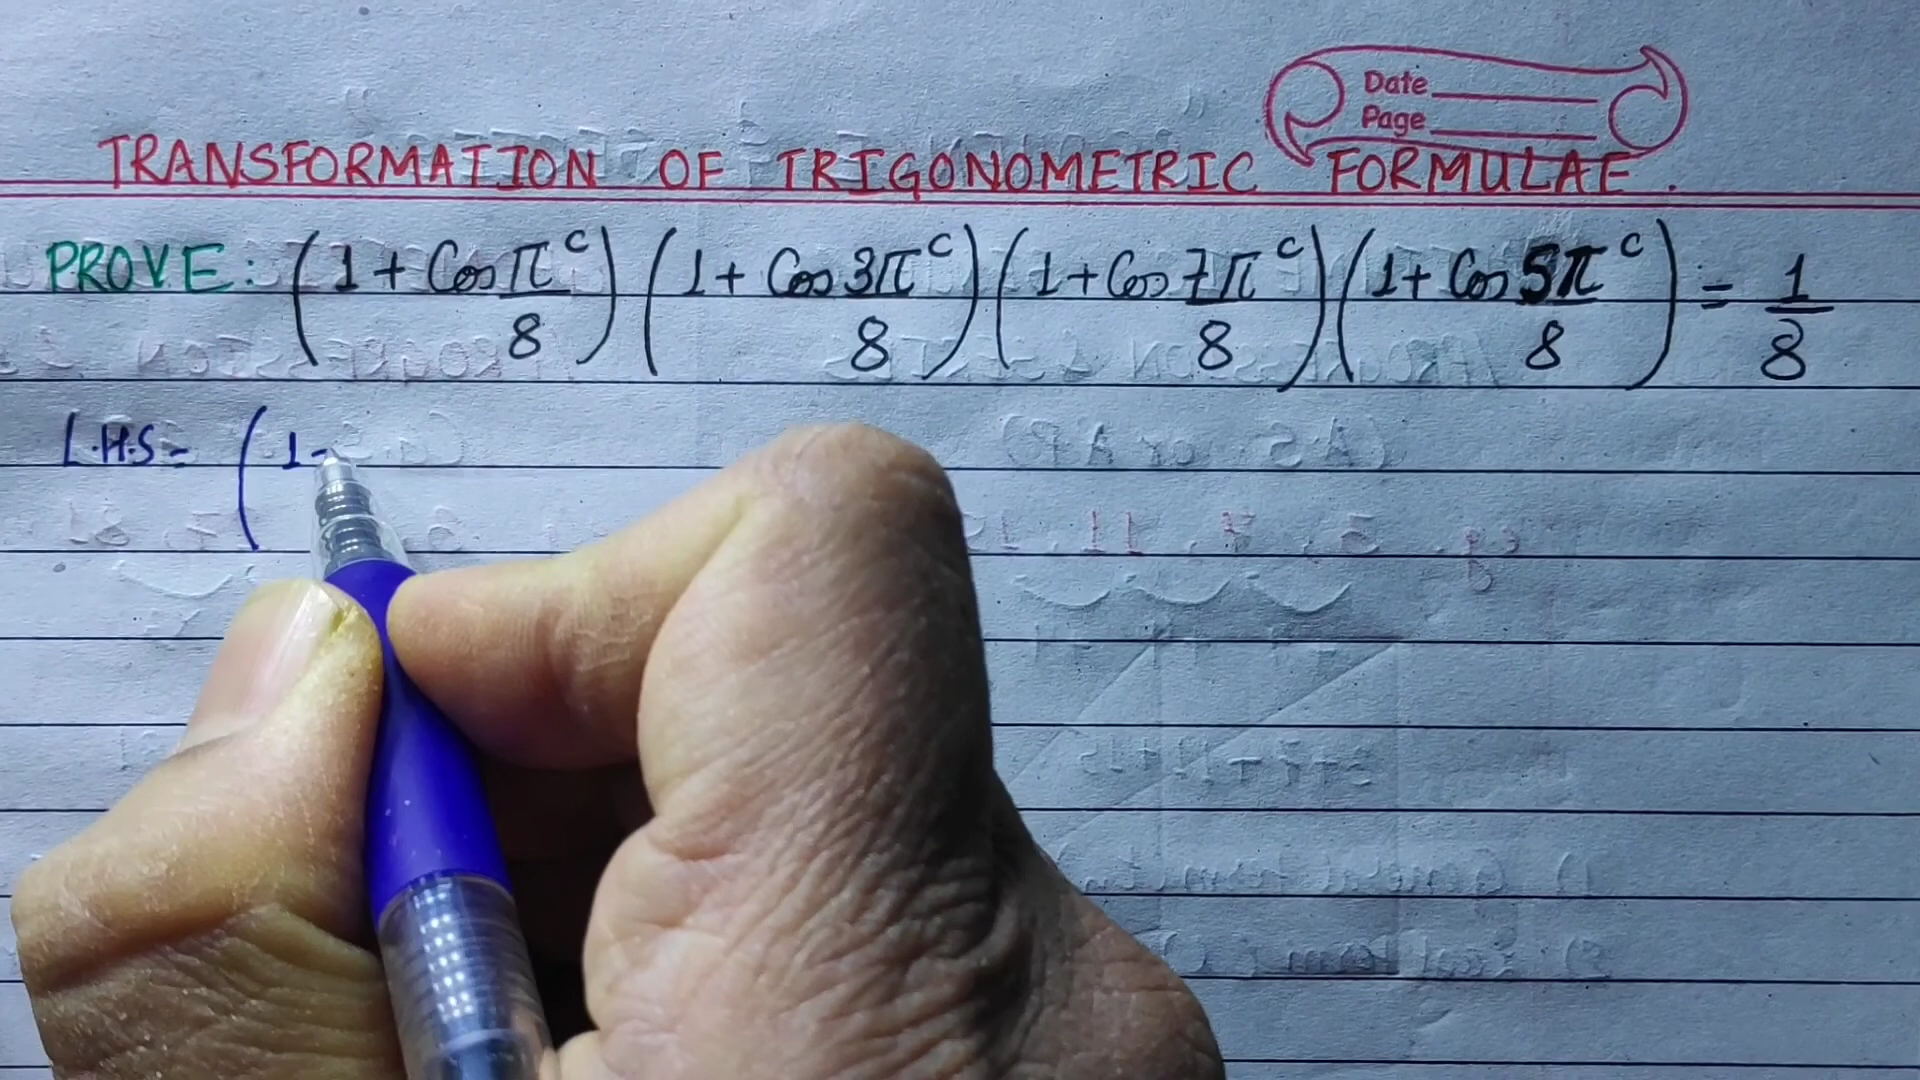 Date
Page
TRANSFORMATION OF TRIGONOMETRIC FORMULAE.
PROVE: (1 + Cos π^c/8) (1 + Cos 3π^c/8) (1 + Cos 7π^c/8) (1 + Cos 5π^c/8) = 1/8
L.H.S = ( 1 -